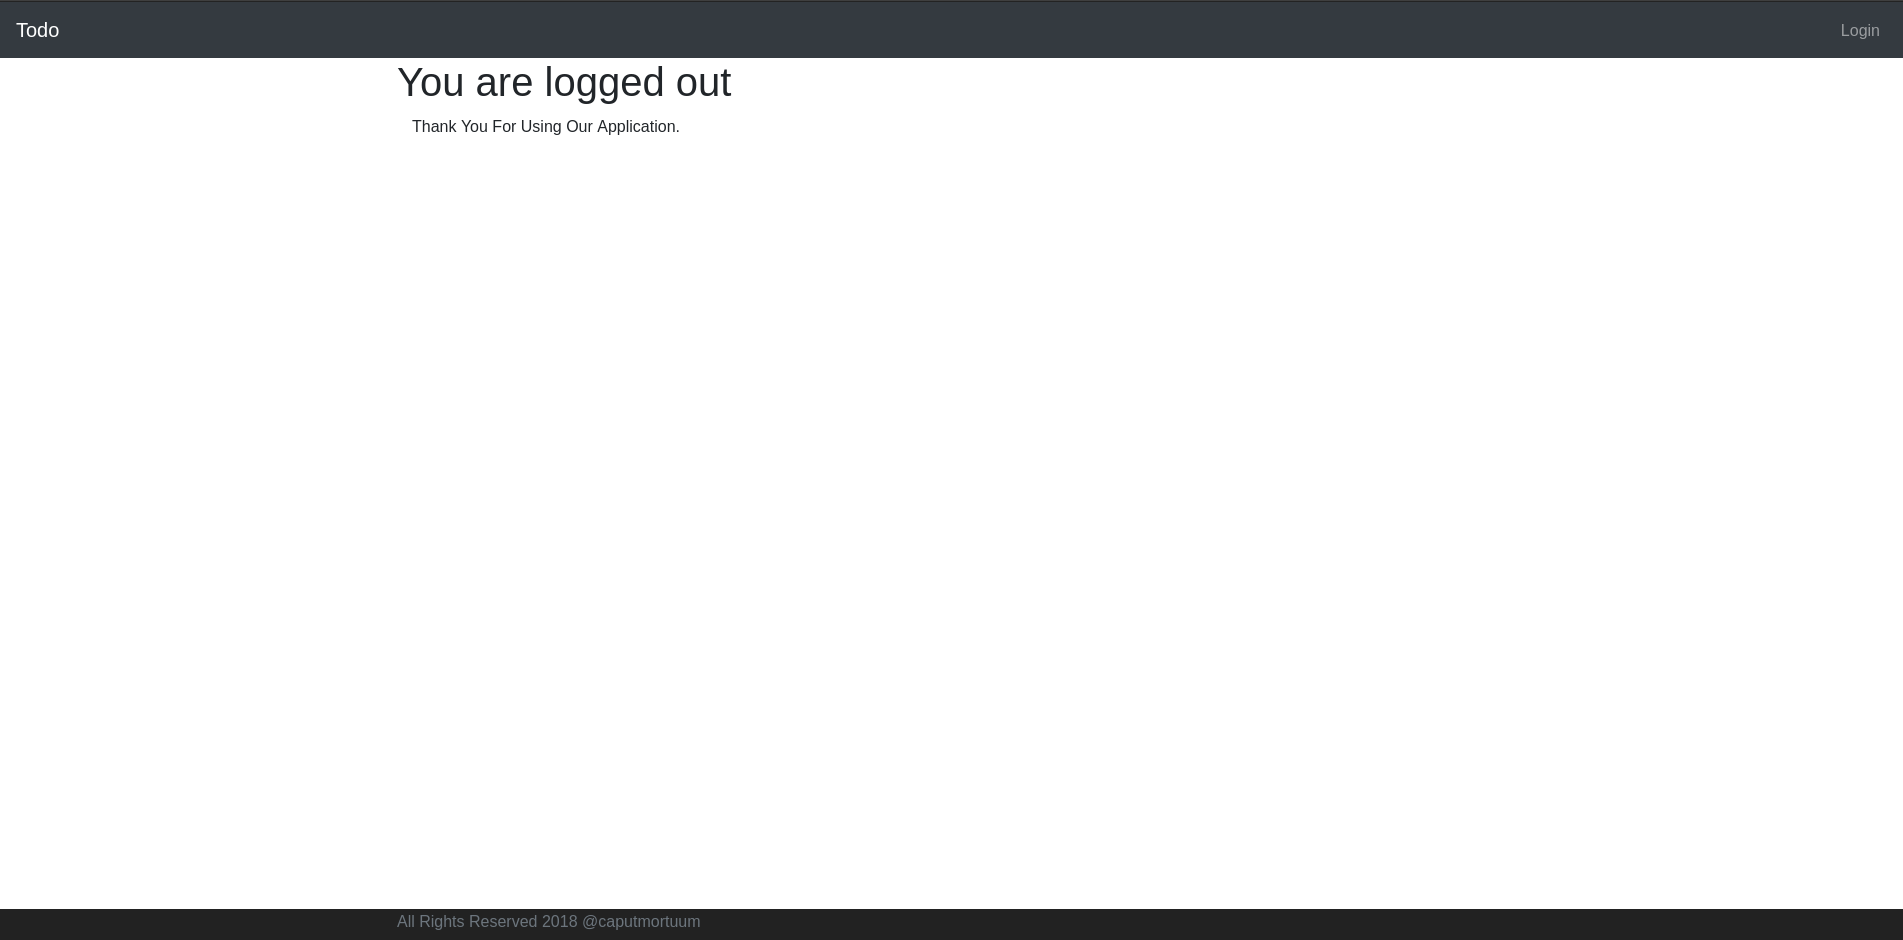 Todo
Login
You are logged out
Thank You For Using Our Application.
All Rights Reserved 2018 @caputmortuum